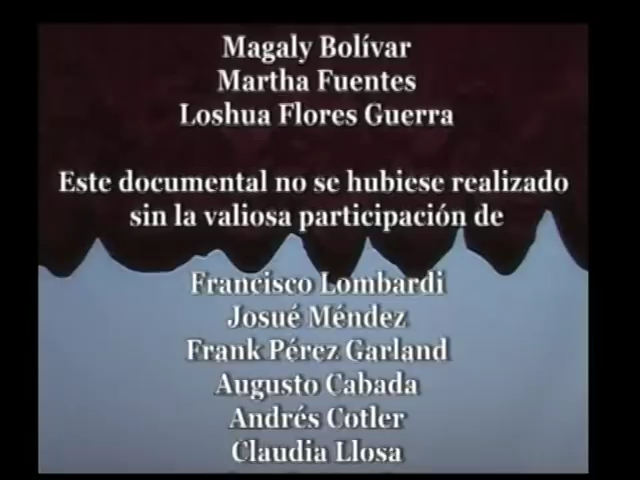 Magaly Bolívar
Martha Fuentes
Loshua Flores Guerra
Este documental no se hubiese realizado
sin la valiosa participación de
Francisco Lombardi
Josué Méndez
Frank Pérez Garland
Augusto Cabada
Andrés Cotler
Claudia Llosa